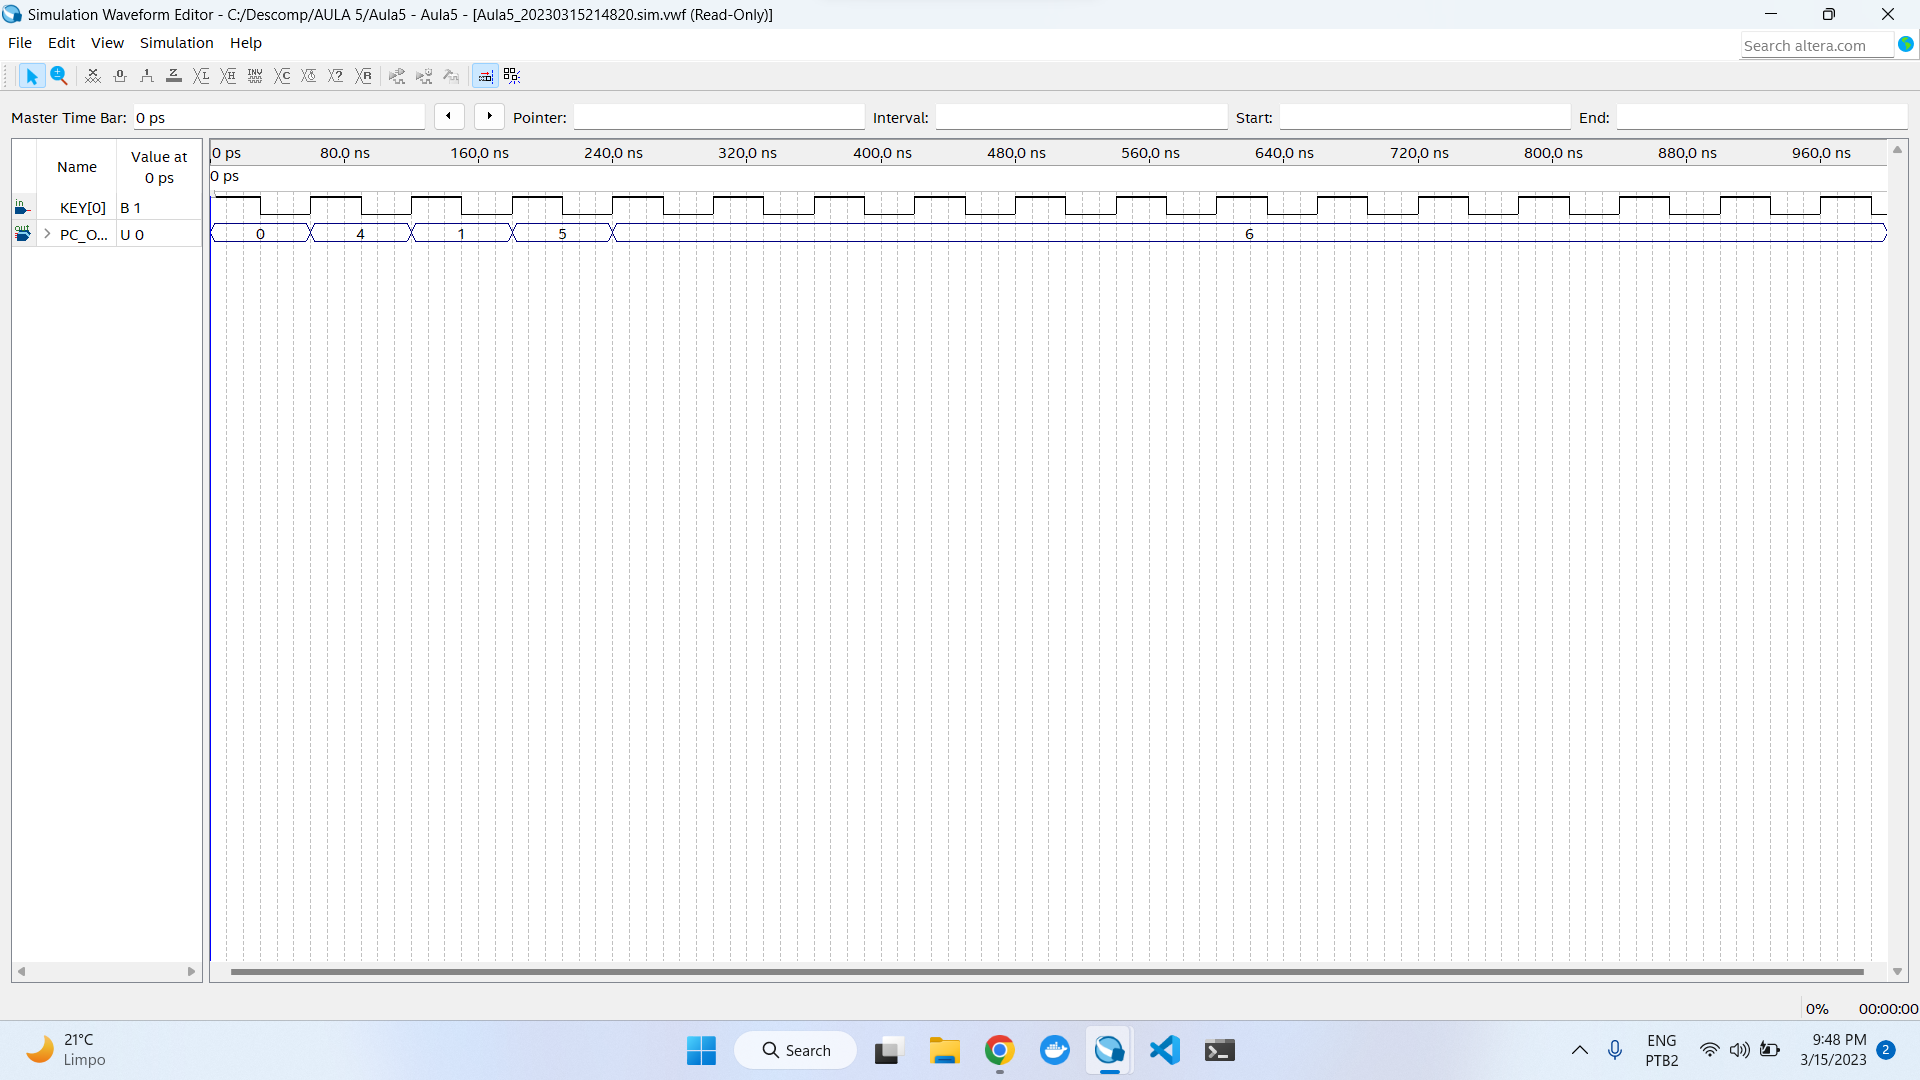 Simulation Waveform Editor - C:/Descomp/AULA 5/Aula5 - Aula5 - [Aula5_20230315214820.sim.vwf (Read-Only)]
File Edit View Simulation Help
Search altera.com
Master Time Bar: 0 ps Pointer: Interval: Start: End:
Name Value at 0 ps
0 ps 80.0 ns 160.0 ns 240.0 ns 320.0 ns 400.0 ns 480.0 ns 560.0 ns 640.0 ns 720.0 ns 800.0 ns 880.0 ns 960.0 ns
0 ps
in KEY[0] B 1
out PC_O... U 0 0 4 1 5 6
0% 00:00:00
21°C
Limpo
Search
ENG
PTB2
9:48 PM
3/15/2023
2